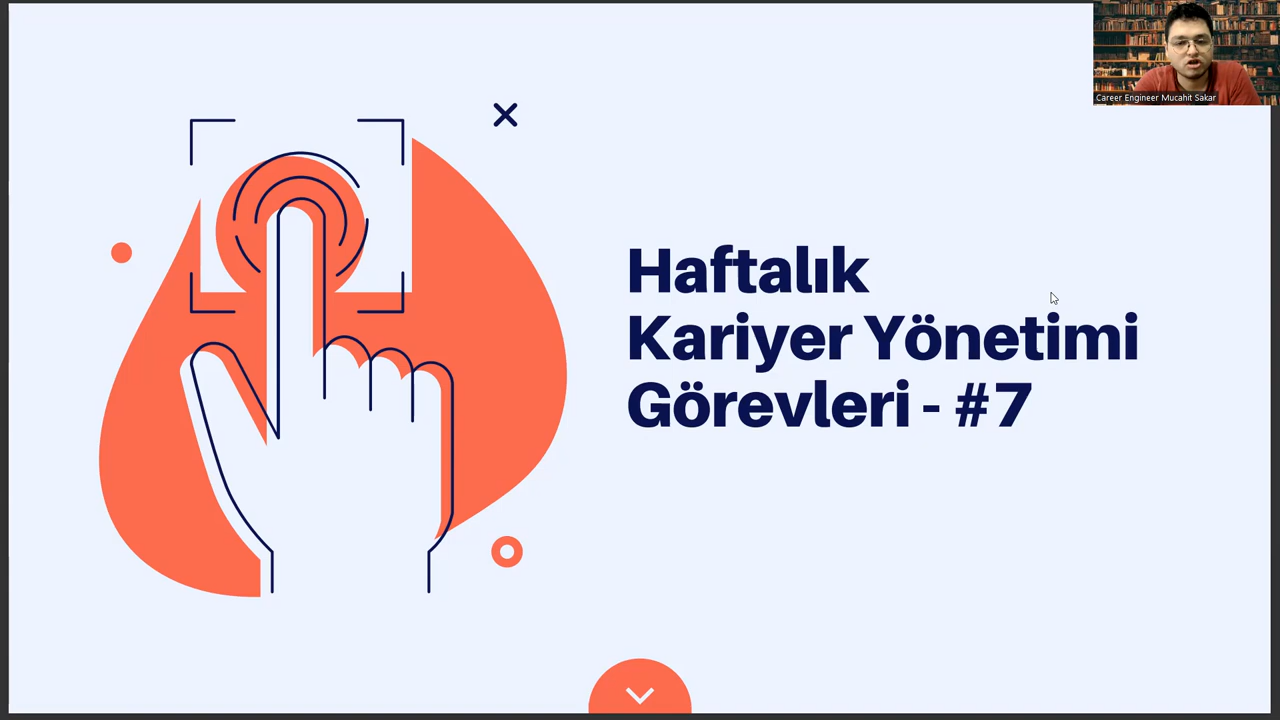 Career Engineer Mucahit Sakar
Haftalık
Kariyer Yönetimi
Görevleri - #7